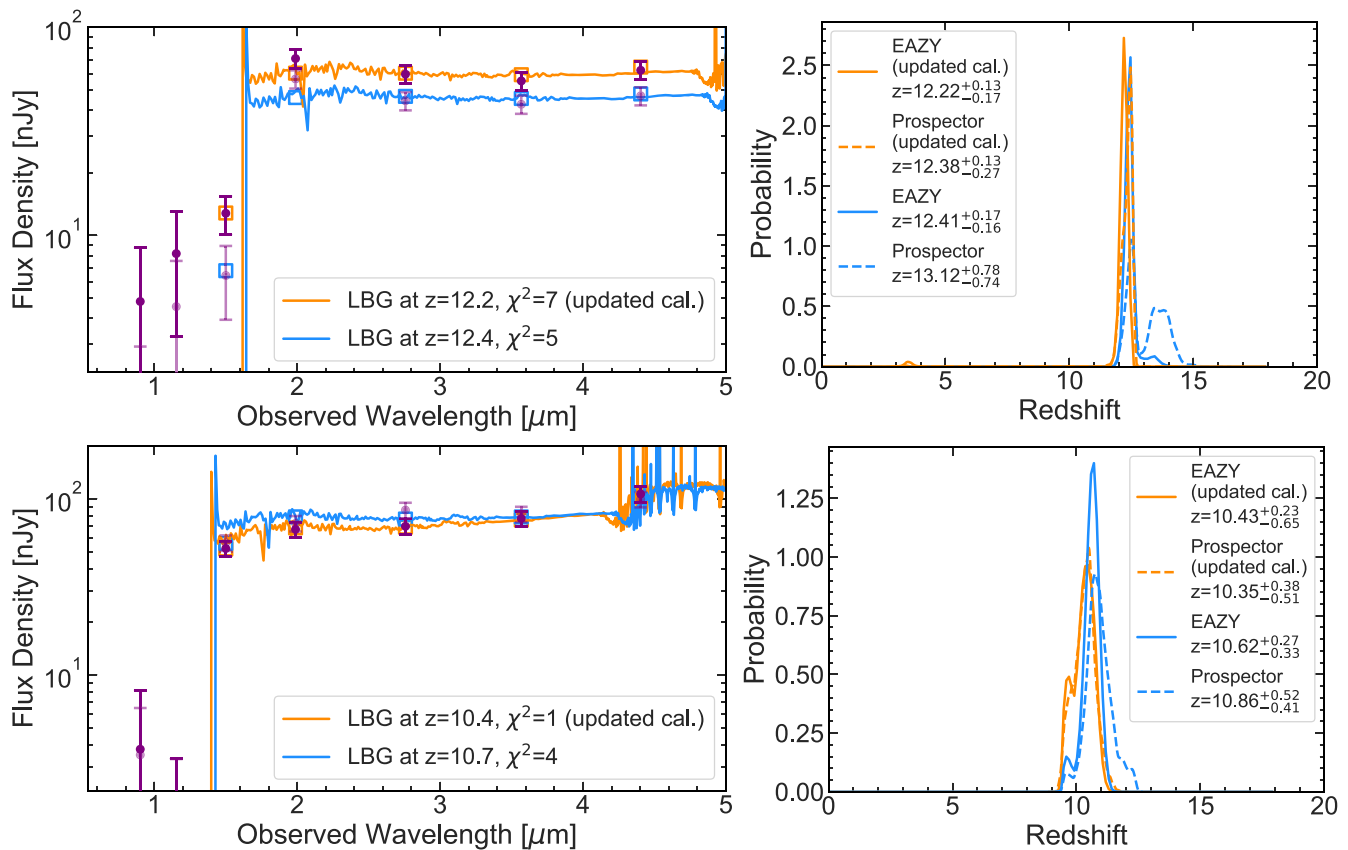 10²
10¹
Flux Density [nJy]
LBG at z=12.2, χ²=7 (updated cal.)
LBG at z=12.4, χ²=5
1 2 3 4 5
Observed Wavelength [μm]
2.5
2.0
1.5
1.0
0.5
0.0
Probability
EAZY
(updated cal.)
z=12.22+0.13−0.17
Prospector
(updated cal.)
z=12.38+0.13−0.27
EAZY
z=12.41+0.17−0.16
Prospector
z=13.12+0.78−0.74
0 5 10 15 20
Redshift
10²
10¹
Flux Density [nJy]
LBG at z=10.4, χ²=1 (updated cal.)
LBG at z=10.7, χ²=4
1 2 3 4 5
Observed Wavelength [μm]
1.25
1.00
0.75
0.50
0.25
0.00
Probability
EAZY
(updated cal.)
z=10.43+0.23−0.65
Prospector
(updated cal.)
z=10.35+0.38−0.51
EAZY
z=10.62+0.27−0.33
Prospector
z=10.86+0.52−0.41
0 5 10 15 20
Redshift